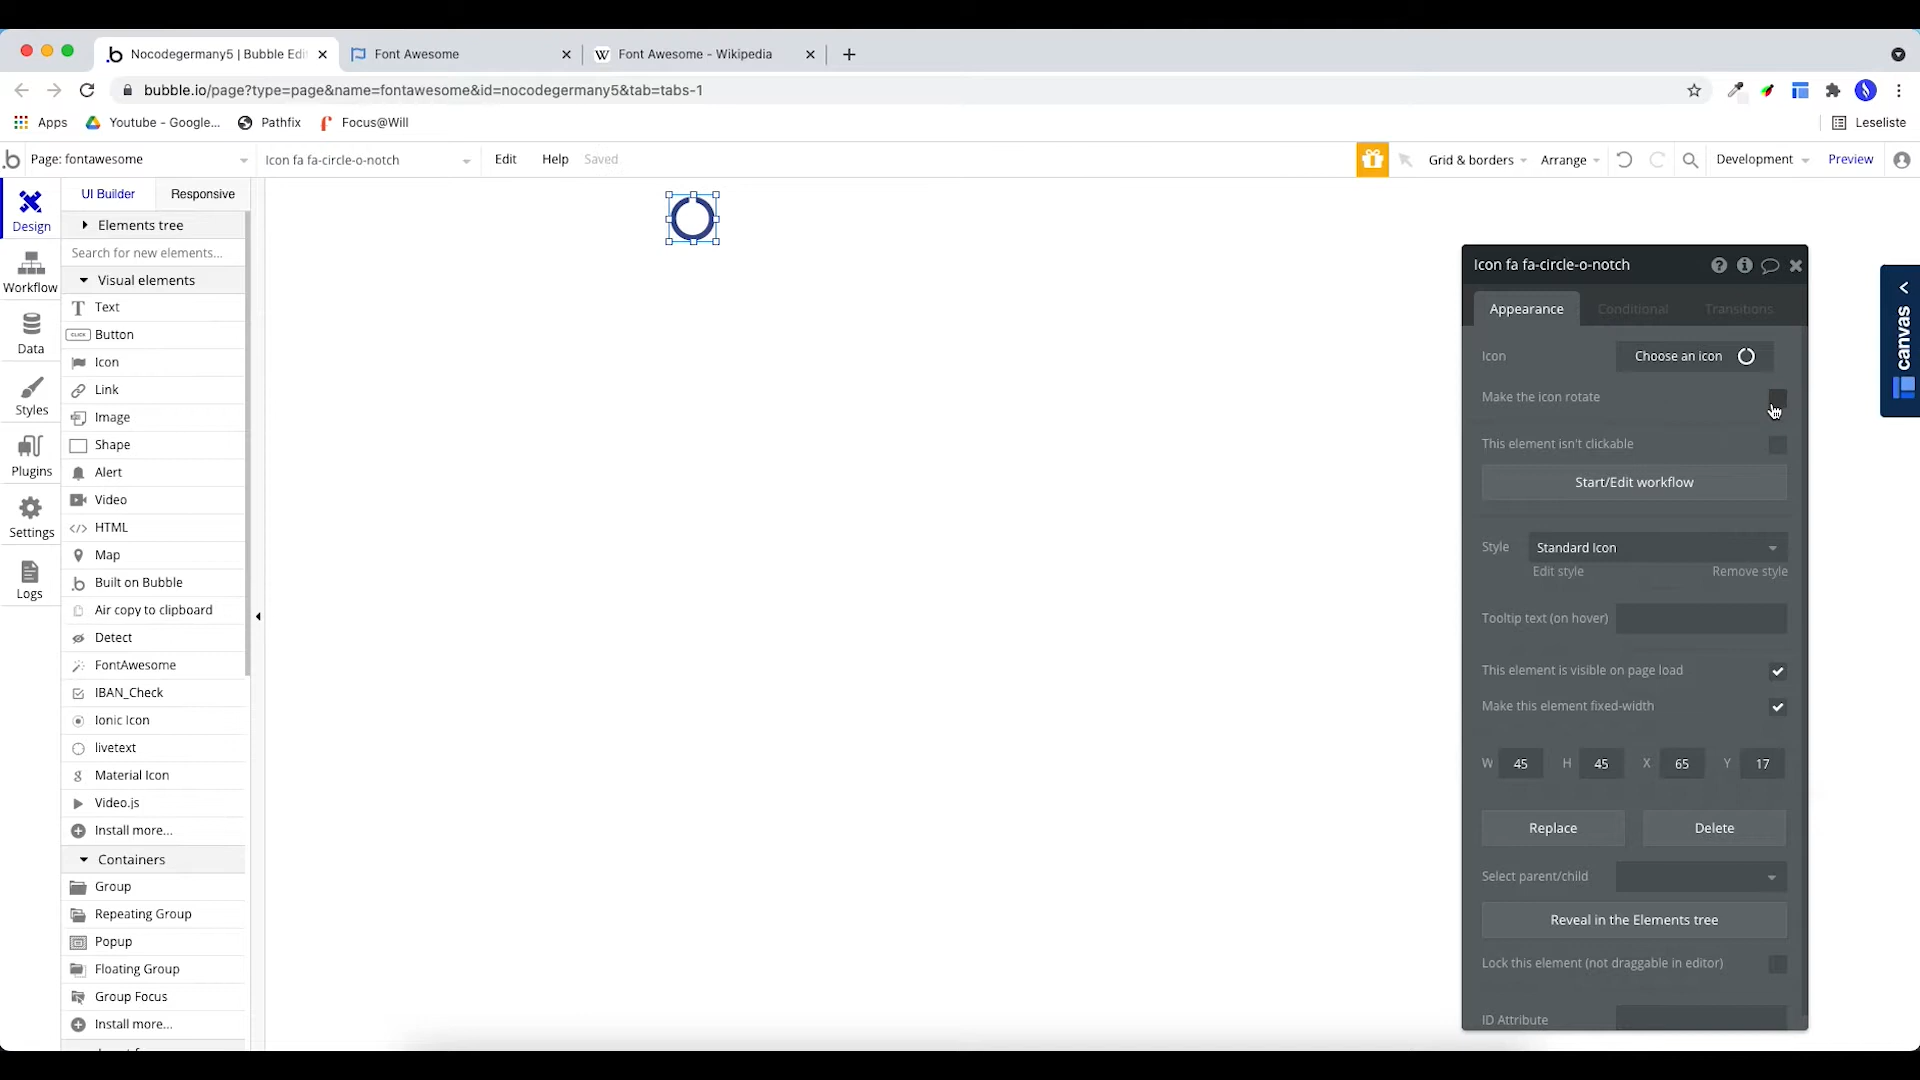 Nocodegermany5 | Bubble Edi
Font Awesome
Font Awesome - Wikipedia
bubble.io/page?type=page&name=fontawesome&id=nocodegermany5&tab=tabs-1
Apps
Youtube - Google...
Pathfix
Focus@Will
Leseliste
Page: fontawesome
Icon fa fa-circle-o-notch
Edit
Help
Saved
Grid & borders
Arrange
Development
Preview
Design
Workflow
Data
Styles
Plugins
Settings
Logs
UI Builder
Responsive
Elements tree
Search for new elements...
Visual elements
Text
CLICK
Button
Icon
Link
Image
Shape
Alert
Video
HTML
Map
Built on Bubble
Air copy to clipboard
Detect
FontAwesome
IBAN_Check
Ionic Icon
livetext
Material Icon
Video.js
Install more...
Containers
Group
Repeating Group
Popup
Floating Group
Group Focus
Install more...
Icon fa fa-circle-o-notch
Appearance
Conditional
Transitions
Icon
Choose an icon
Make the icon rotate
This element isn't clickable
Start/Edit workflow
Style
Standard Icon
Edit style
Remove style
Tooltip text (on hover)
This element is visible on page load
Make this element fixed-width
W 45 H 45 X 65 Y 17
Replace
Delete
Select parent/child
Reveal in the Elements tree
Lock this element (not draggable in editor)
ID Attribute
canvas